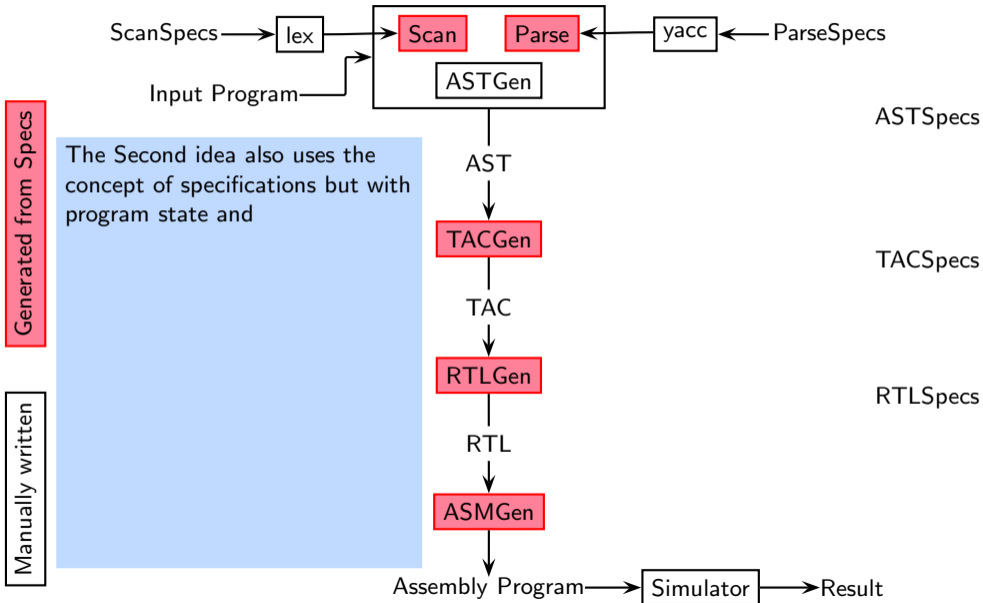 ScanSpecs
lex
Scan
Parse
yacc
ParseSpecs
ASTGen
Input Program
ASTSpecs
Generated from Specs
The Second idea also uses the
concept of specifications but with
program state and
AST
TACGen
TACSpecs
TAC
RTLGen
RTLSpecs
Manually written
RTL
ASMGen
Assembly Program
Simulator
Result